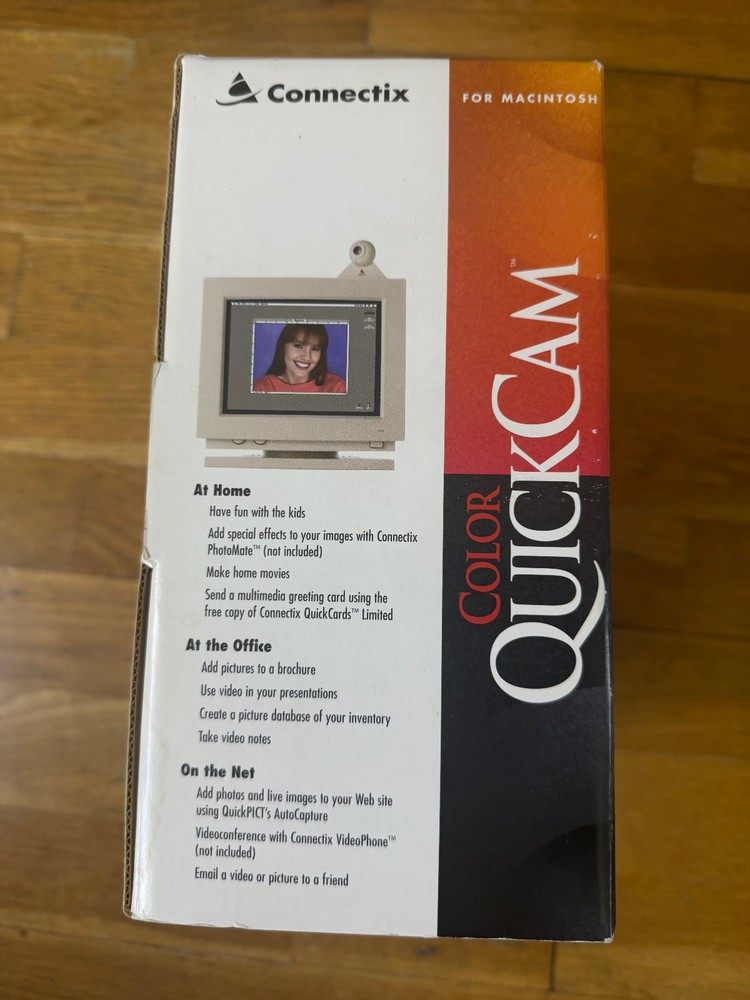 Connectix
FOR MACINTOSH
COLOR
QUICKCAM™
At Home
Have fun with the kids
Add special effects to your images with Connectix
PhotoMate™ (not included)
Make home movies
Send a multimedia greeting card using the
free copy of Connectix QuickCards™ Limited
At the Office
Add pictures to a brochure
Use video in your presentations
Create a picture database of your inventory
Take video notes
On the Net
Add photos and live images to your Web site
using QuickPICT's AutoCapture
Videoconference with Connectix VideoPhone™
(not included)
Email a video or picture to a friend